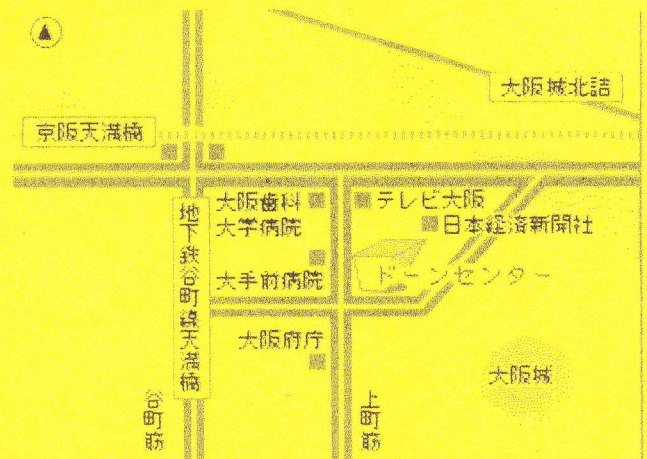 大阪城北詰
京阪天満橋
大阪歯科
大学病院
テレビ大阪
日本経済新聞社
地下鉄谷町線天満橋
大手前病院
ドーンセンター
大阪府庁
大阪城
谷町筋
上町筋